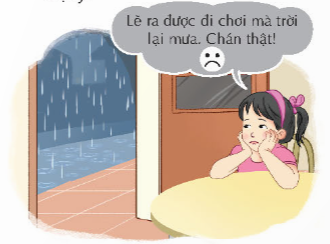 Lẽ ra được đi chơi mà trời
lại mưa. Chán thật!